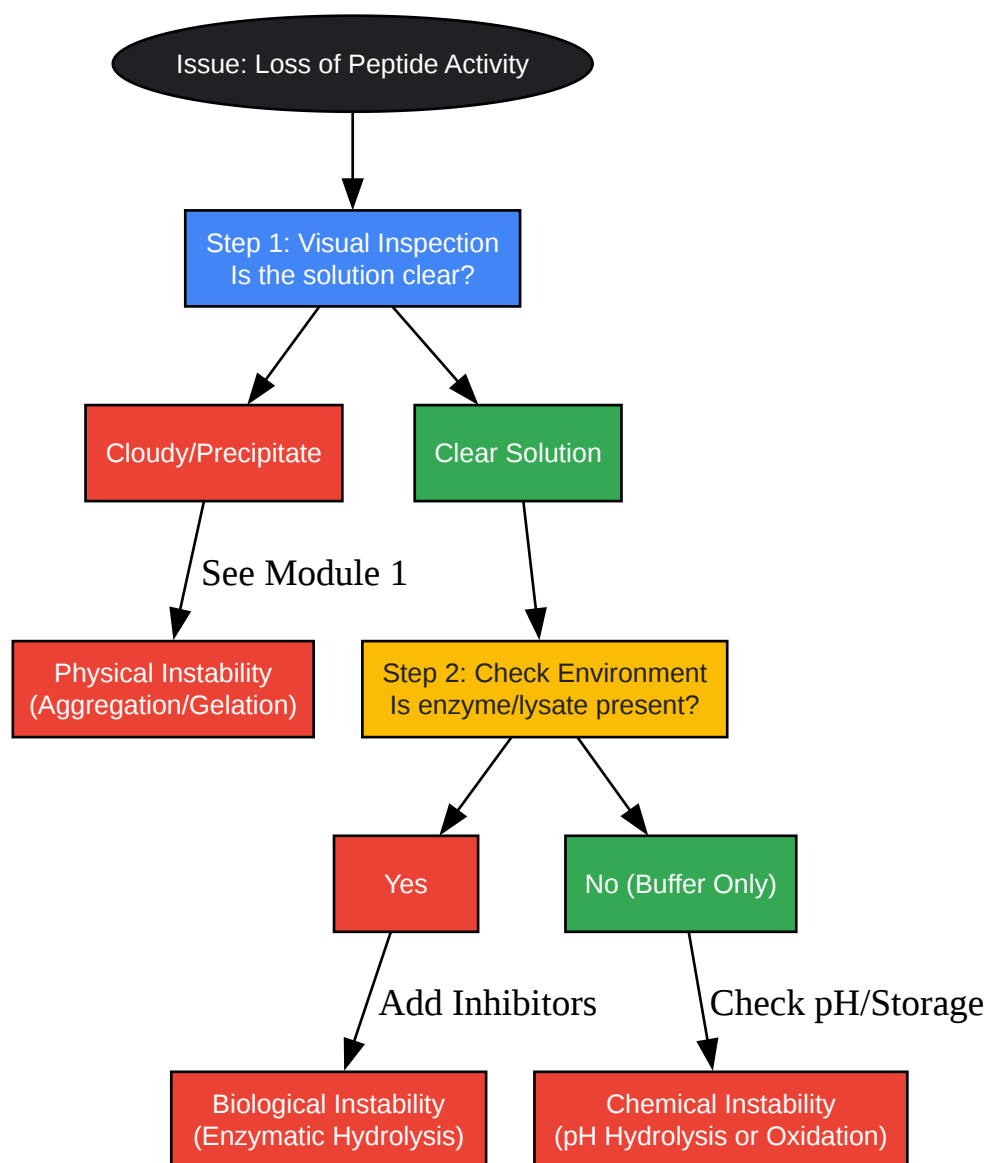 Issue: Loss of Peptide Activity
Step 1: Visual Inspection
Is the solution clear?
Cloudy/Precipitate
Clear Solution
See Module 1
Physical Instability
(Aggregation/Gelation)
Step 2: Check Environment
Is enzyme/lysate present?
Yes
No (Buffer Only)
Add Inhibitors
Check pH/Storage
Biological Instability
(Enzymatic Hydrolysis)
Chemical Instability
(pH Hydrolysis or Oxidation)